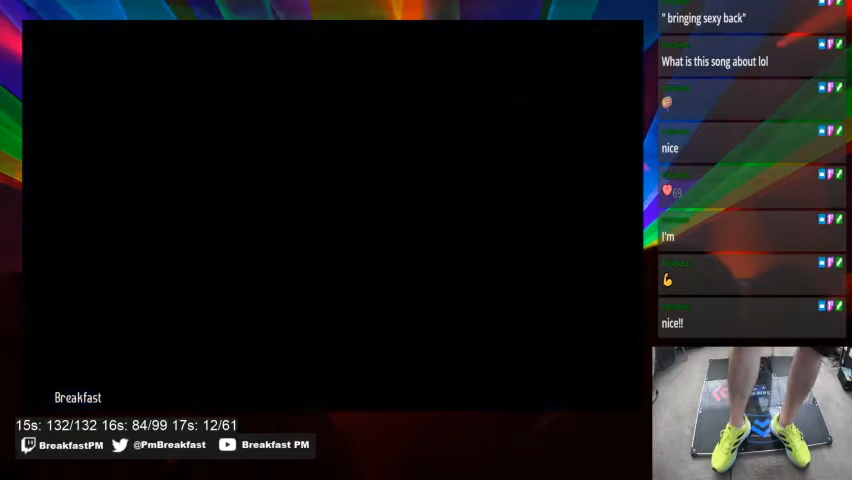 " bringing sexy back"
What is this song about lol
nice
69
I'm
nice!!
Breakfast
15s: 132/132 16s: 84/99 17s: 12/61
BreakfastPM @PmBreakfast Breakfast PM